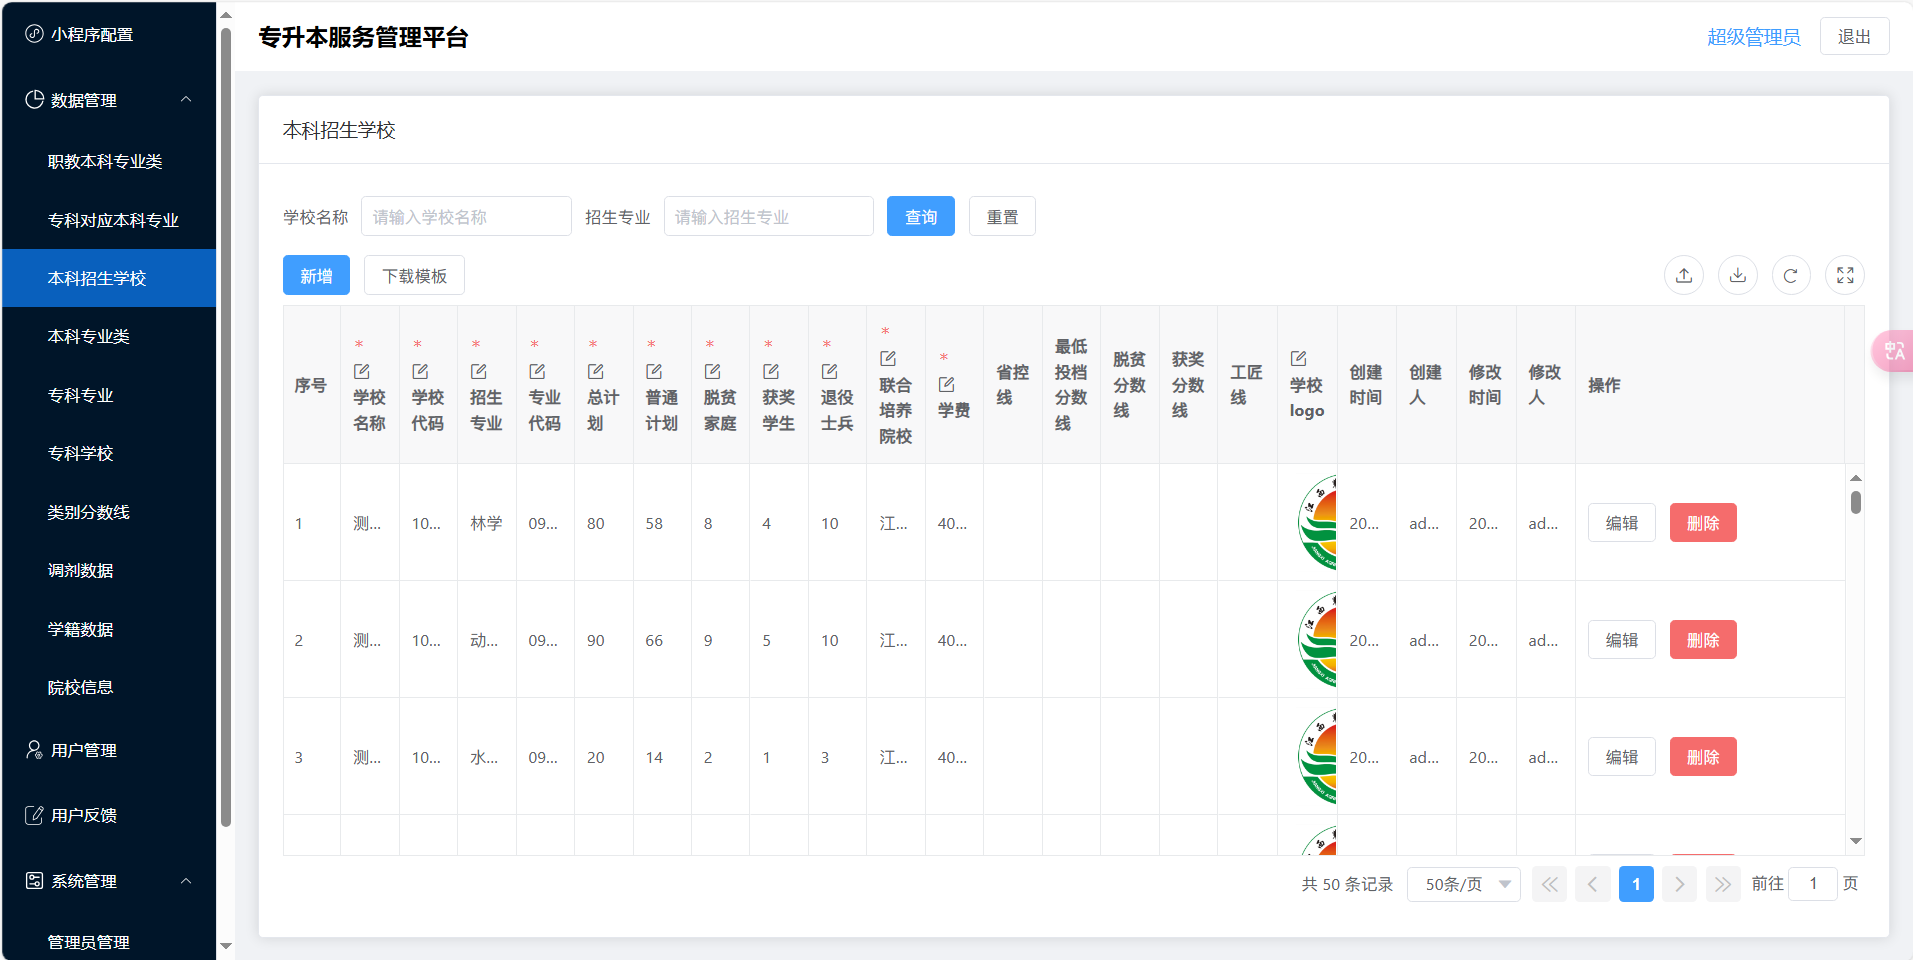 小程序配置
数据管理
职教本科专业类
专科对应本科专业
本科招生学校
本科专业类
专科专业
专科学校
类别分数线
调剂数据
学籍数据
院校信息
用户管理
用户反馈
系统管理
管理员管理
专升本服务管理平台
超级管理员
退出
本科招生学校
学校名称 请输入学校名称 招生专业 请输入招生专业 查询 重置
新增 下载模板
序号 * 学校名称 * 学校代码 * 招生专业 * 专业代码 * 总计划 * 普通计划 * 脱贫家庭 * 获奖学生 * 退役士兵 * 联合培养院校 * 学费 省控线 最低投档分数线 脱贫分数线 获奖分数线 工匠线 学校logo 创建时间 创建人 修改时间 修改人 操作
1 测... 10... 林学 09... 80 58 8 4 10 江... 40... 20... ad... 20... ad... 编辑 删除
2 测... 10... 动... 09... 90 66 9 5 10 江... 40... 20... ad... 20... ad... 编辑 删除
3 测... 10... 水... 09... 20 14 2 1 3 江... 40... 20... ad... 20... ad... 编辑 删除
共 50 条记录 50条/页 1 前往 1 页